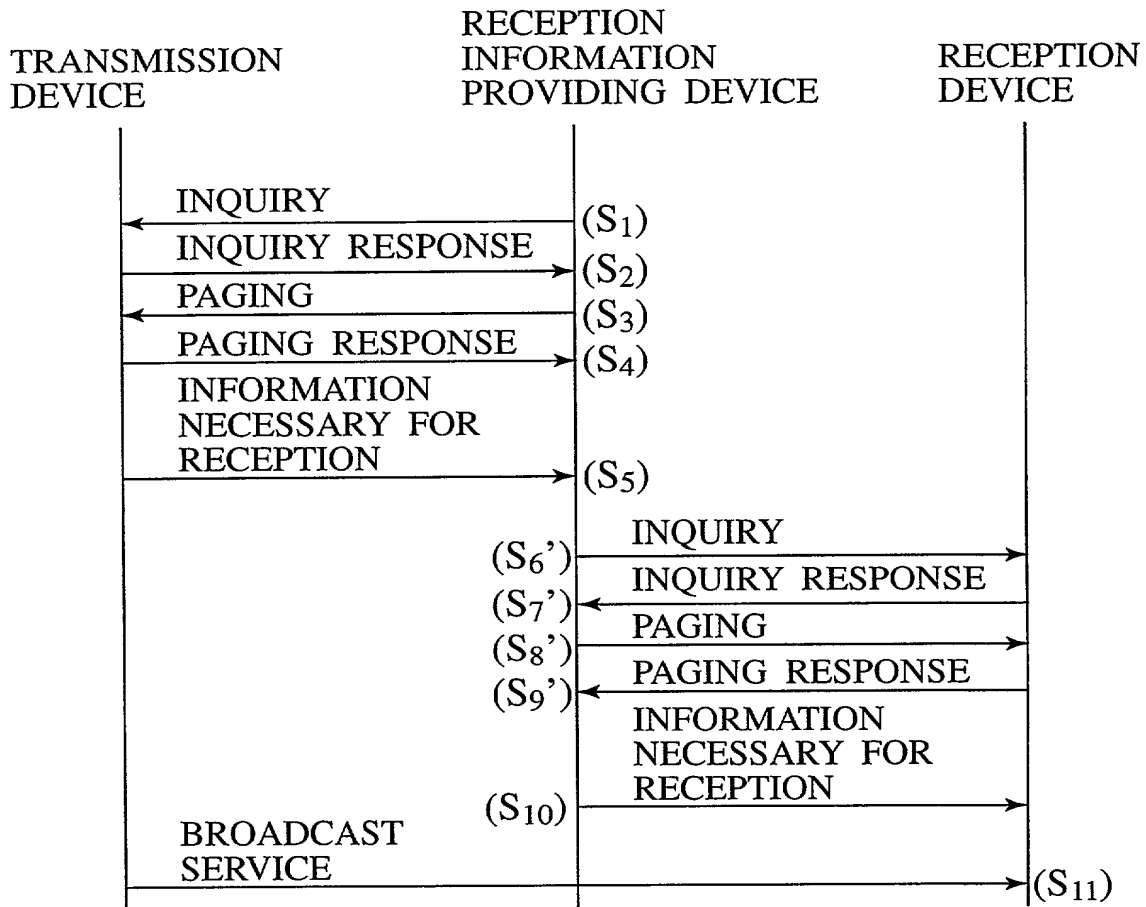 TRANSMISSION
DEVICE
RECEPTION
INFORMATION
PROVIDING DEVICE
RECEPTION
DEVICE
INQUIRY
(S1)
INQUIRY RESPONSE
(S2)
PAGING
(S3)
PAGING RESPONSE
(S4)
INFORMATION
NECESSARY FOR
RECEPTION
(S5)
INQUIRY
(S6')
INQUIRY RESPONSE
(S7')
PAGING
(S8')
PAGING RESPONSE
(S9')
INFORMATION
NECESSARY FOR
RECEPTION
(S10)
BROADCAST
SERVICE
(S11)